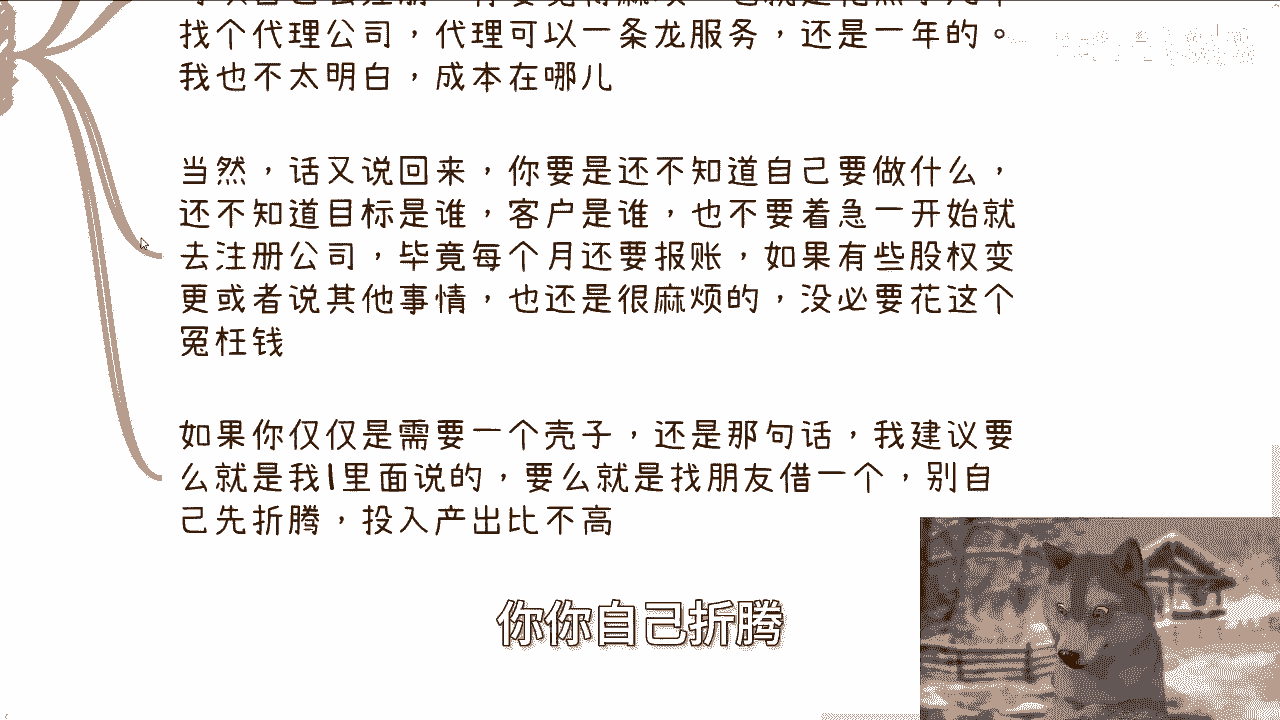 找个代理公司，代理可以一条龙服务，还是一年的。
我也不太明白，成本在哪儿
当然，话又说回来，你要是还不知道自己要做什么，
还不知道目标是谁，客户是谁，也不要着急一开始就
去注册公司，毕竟每个月还要报账，如果有些股权变
更或者说其他事情，也还是很麻烦的，没必要花这个
冤枉钱
如果你仅仅是需要一个壳子，还是那句话，我建议要
么就是我1里面说的，要么就是找朋友借一个，别自
己先折腾，投入产出比不高
你你自己折腾